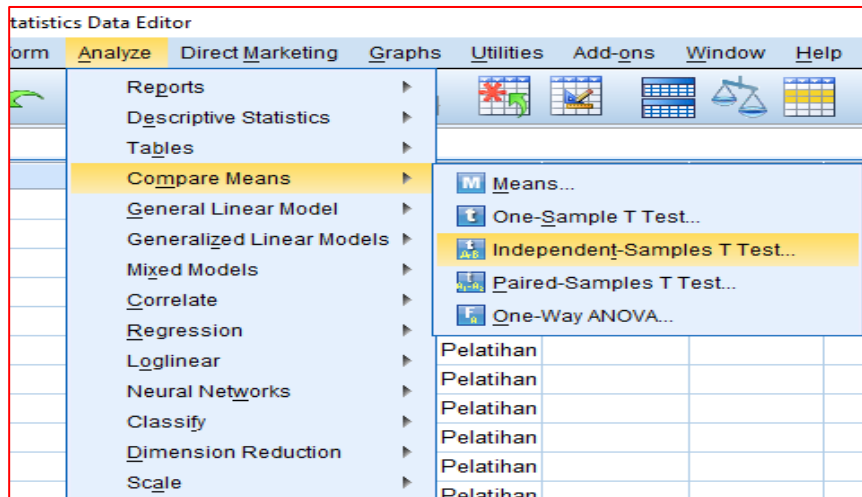 tatistics Data Editor
orm Analyze Direct Marketing Graphs Utilities Add-ons Window Help
Reports
Descriptive Statistics
Tables
Compare Means
General Linear Model
Generalized Linear Models
Mixed Models
Correlate
Regression
Loglinear
Neural Networks
Classify
Dimension Reduction
Scale
Means...
One-Sample T Test...
Independent-Samples T Test...
Paired-Samples T Test...
One-Way ANOVA...
Pelatihan
Pelatihan
Pelatihan
Pelatihan
Pelatihan
Pelatihan